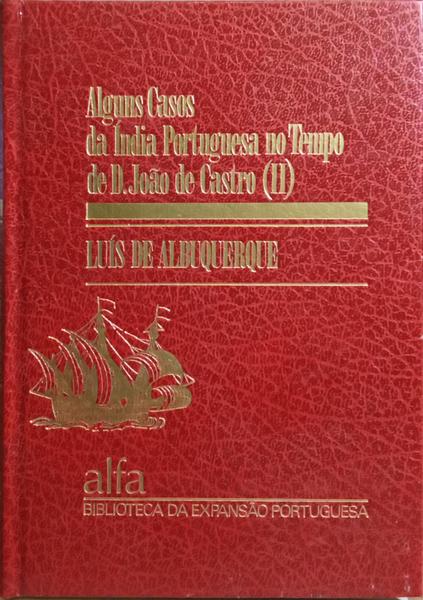 Alguns Casos
da Índia Portuguesa no Tempo
de D. João de Castro (II)
LUÍS DE ALBUQUERQUE
alfa
BIBLIOTECA DA EXPANSÃO PORTUGUESA